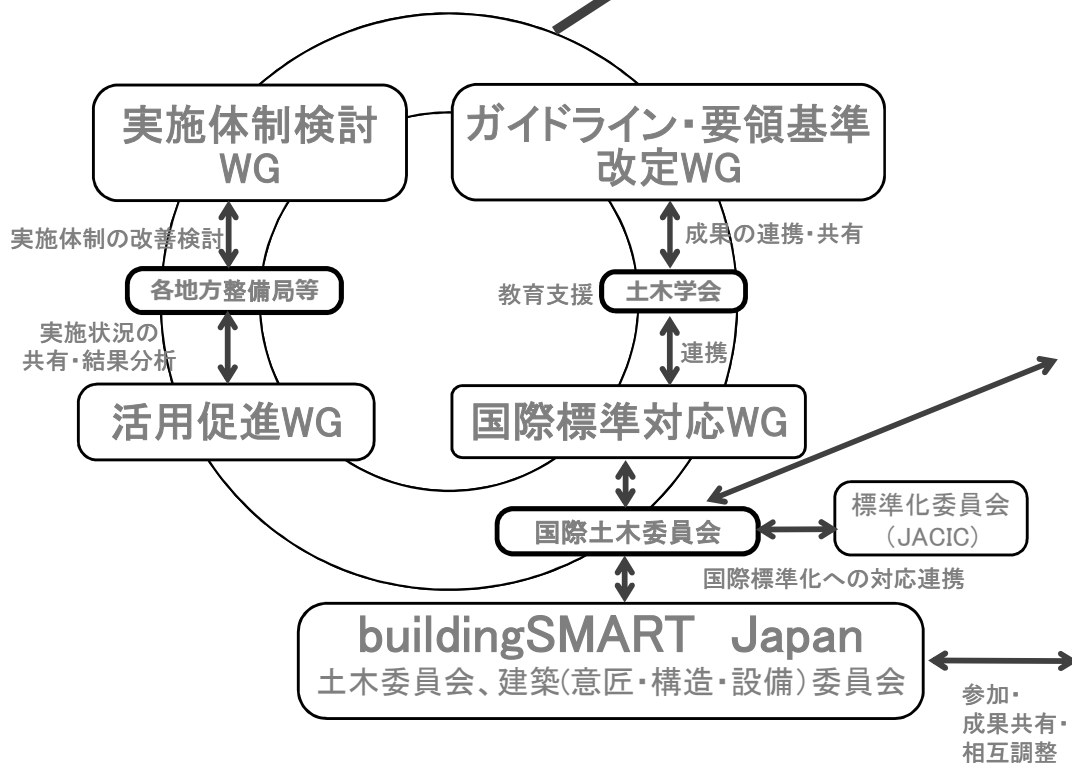 実施体制検討
WG
ガイドライン・要領基準
改定WG
実施体制の改善検討
成果の連携・共有
各地方整備局等
教育支援
土木学会
実施状況の
共有・結果分析
連携
活用促進WG
国際標準対応WG
国際土木委員会
標準化委員会
（JACIC）
国際標準化への対応連携
buildingSMART　Japan
土木委員会、建築(意匠・構造・設備）委員会
参加・
成果共有・
相互調整